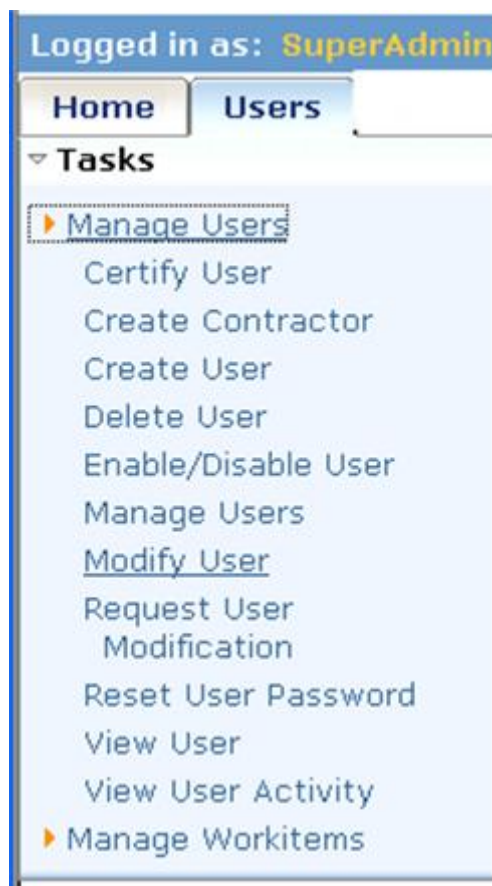 Logged in as: SuperAdmin
Home Users
Tasks
Manage Users
Certify User
Create Contractor
Create User
Delete User
Enable/Disable User
Manage Users
Modify User
Request User
Modification
Reset User Password
View User
View User Activity
Manage Workitems